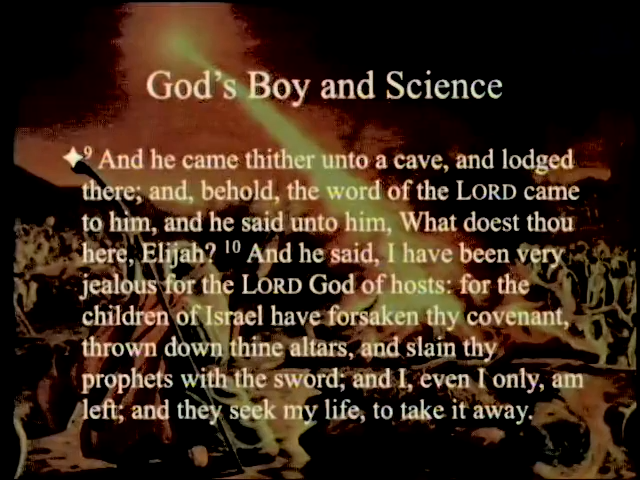 God's Boy and Science
9 And he came thither unto a cave, and lodged
there; and, behold, the word of the LORD came
to him, and he said unto him, What doest thou
here, Elijah? 10 And he said, I have been very
jealous for the LORD God of hosts: for the
children of Israel have forsaken thy covenant,
thrown down thine altars, and slain thy
prophets with the sword; and I, even I only, am
left; and they seek my life, to take it away.